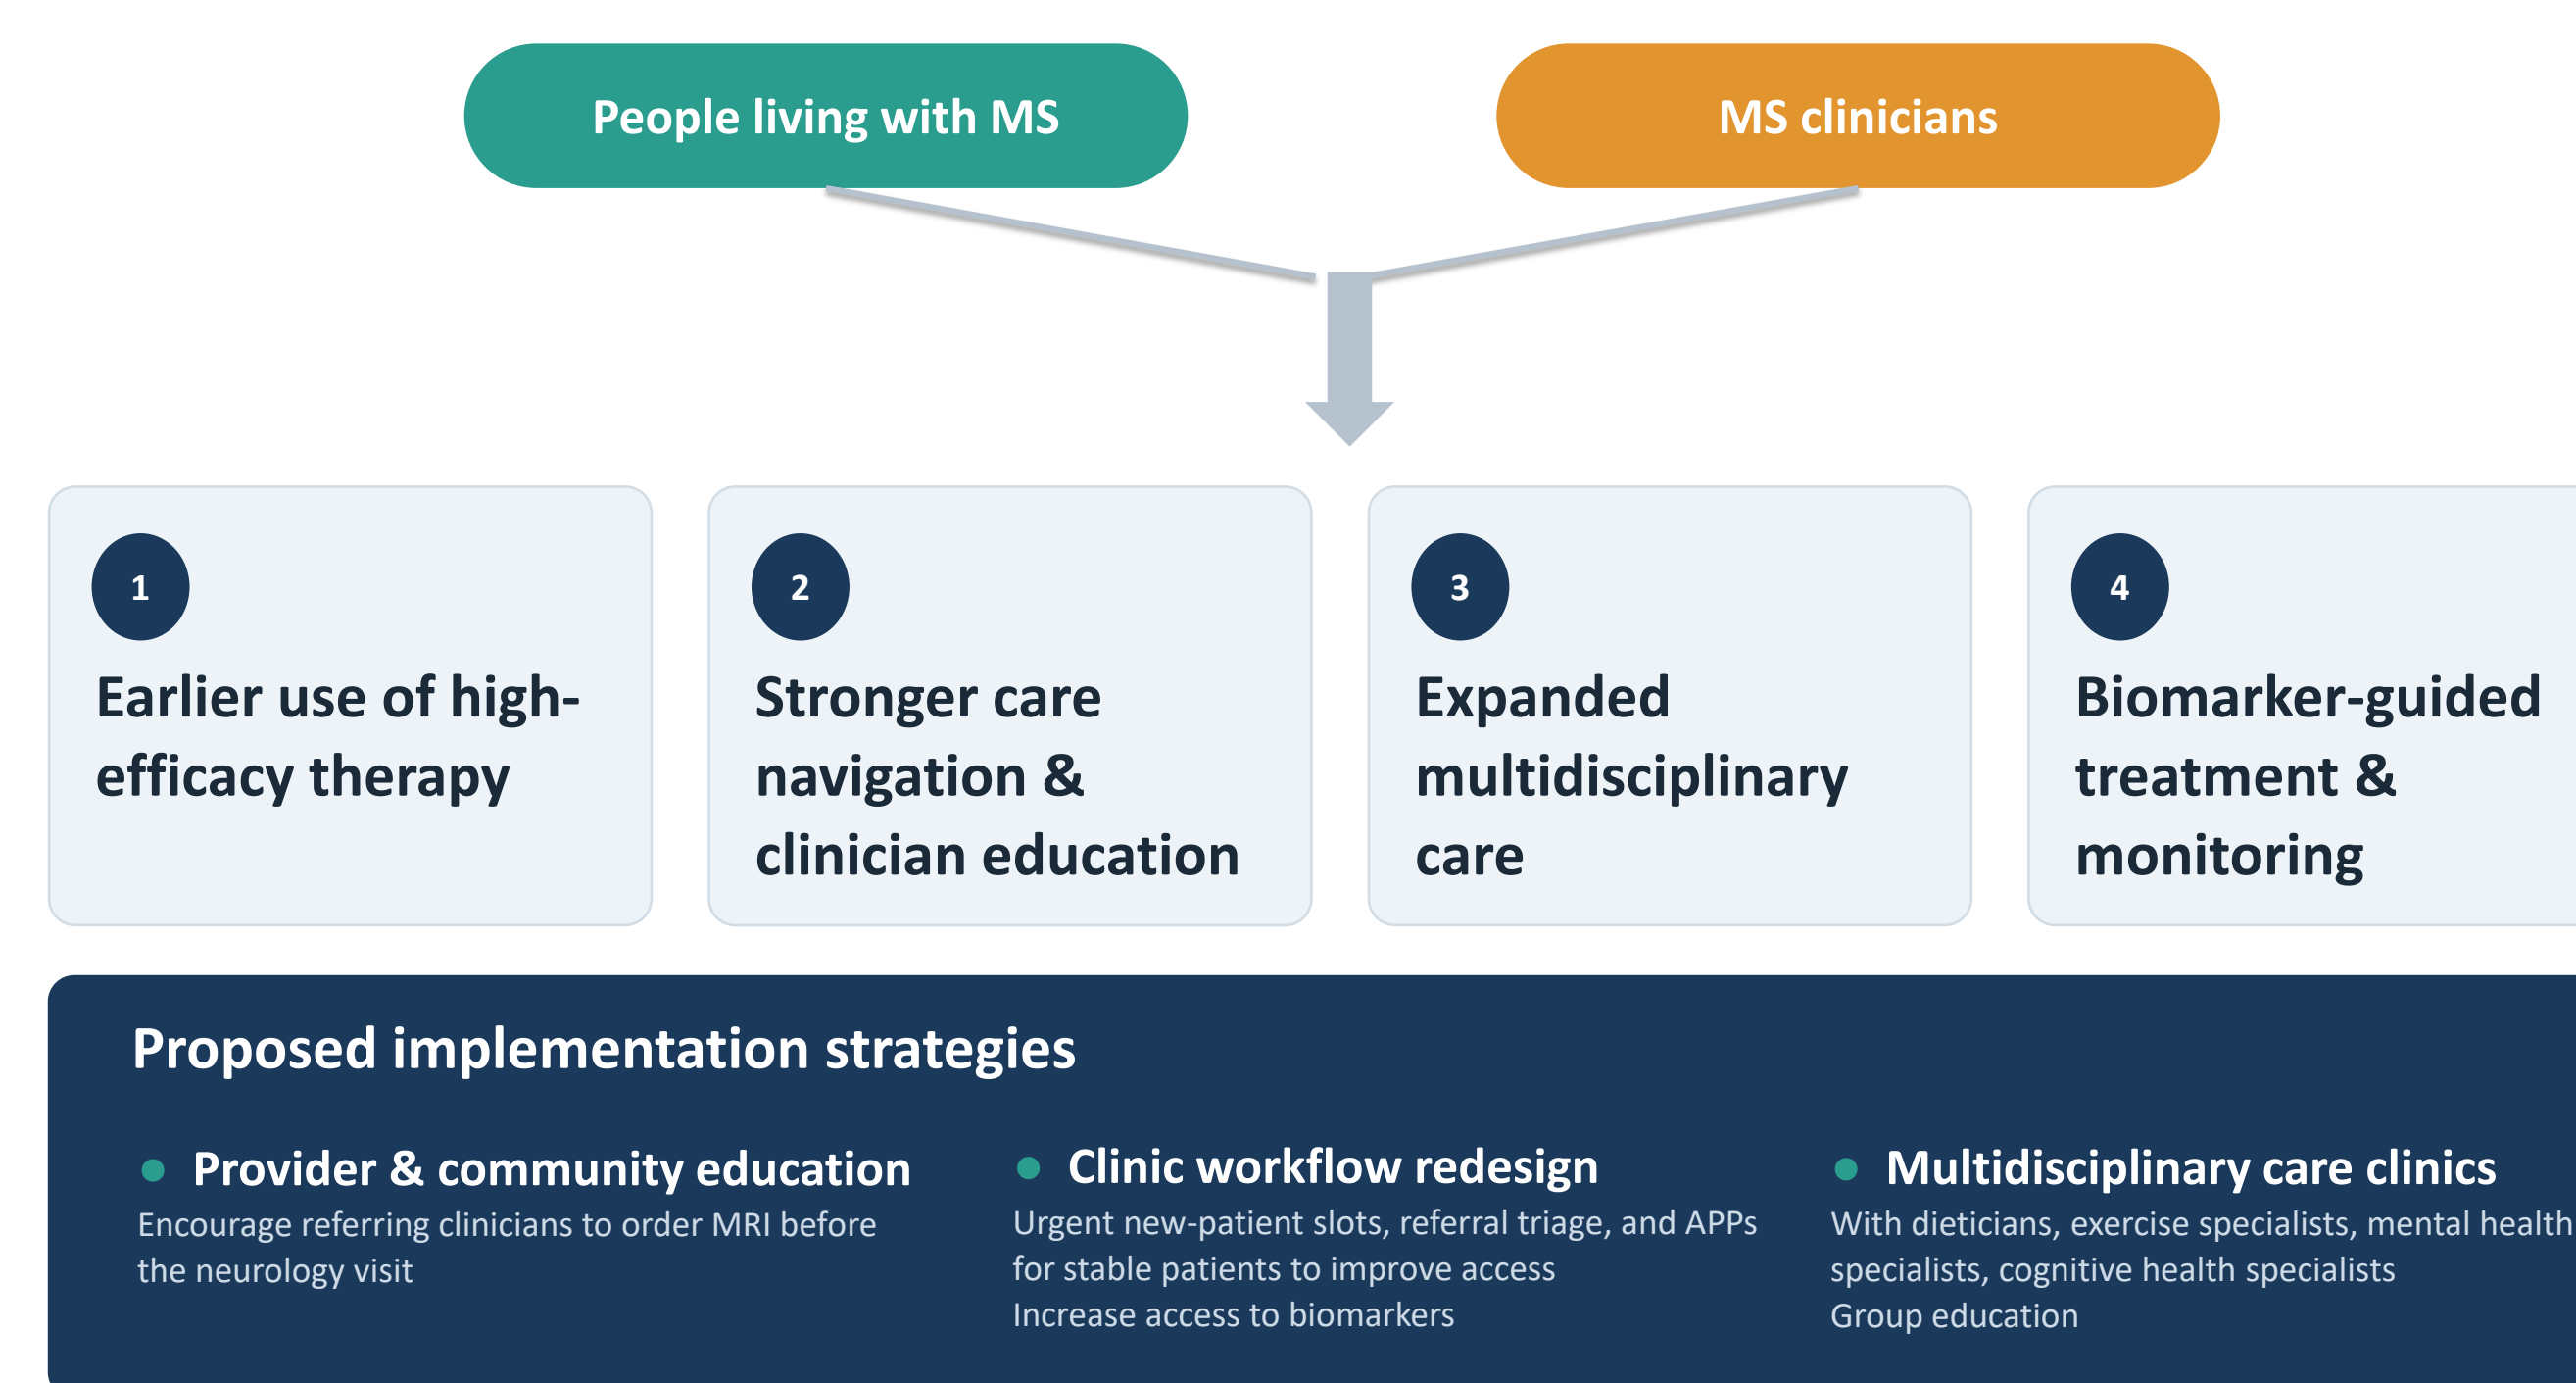 People living with MS
MS clinicians
1
Earlier use of high-
efficacy therapy
2
Stronger care
navigation &
clinician education
3
Expanded
multidisciplinary
care
4
Biomarker-guided
treatment &
monitoring
Proposed implementation strategies
● Provider & community education
Encourage referring clinicians to order MRI before
the neurology visit
● Clinic workflow redesign
Urgent new-patient slots, referral triage, and APPs
for stable patients to improve access
Increase access to biomarkers
● Multidisciplinary care clinics
With dieticians, exercise specialists, mental health
specialists, cognitive health specialists
Group education